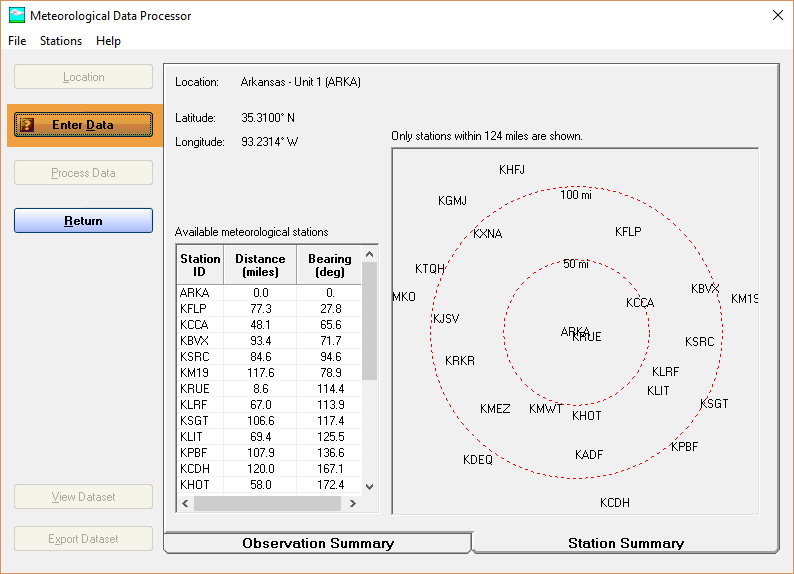 Meteorological Data Processor
File Stations Help
Location
Enter Data
Process Data
Return
View Dataset
Export Dataset
Location: Arkansas - Unit 1 (ARKA)
Latitude: 35.3100° N
Longitude: 93.2314° W
Available meteorological stations
Station ID Distance (miles) Bearing (deg)
ARKA 0.0 0.
KFLP 77.3 27.8
KCCA 48.1 65.6
KBVX 93.4 71.7
KSRC 84.6 94.6
KM19 117.6 78.9
KRUE 8.6 114.4
KLRF 67.0 113.9
KSGT 106.6 117.4
KLIT 69.4 125.5
KPBF 107.9 136.6
KCDH 120.0 167.1
KHOT 58.0 172.4
Only stations within 124 miles are shown.
KHFJ
100 mi
KGMJ
KXNA
KFLP
50 mi
KTQH
KBVX
MKO
KM19
KCCA
KJSV
ARKA
KRUE
KSRC
KRKR
KLRF
KLIT
KSGT
KMEZ
KMWT
KHOT
KPBF
KADF
KDEQ
KCDH
Observation Summary
Station Summary